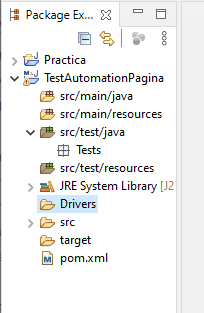 Package Ex...
Practica
TestAutomationPagina
src/main/java
src/main/resources
src/test/java
Tests
src/test/resources
JRE System Library [J2
Drivers
src
target
pom.xml